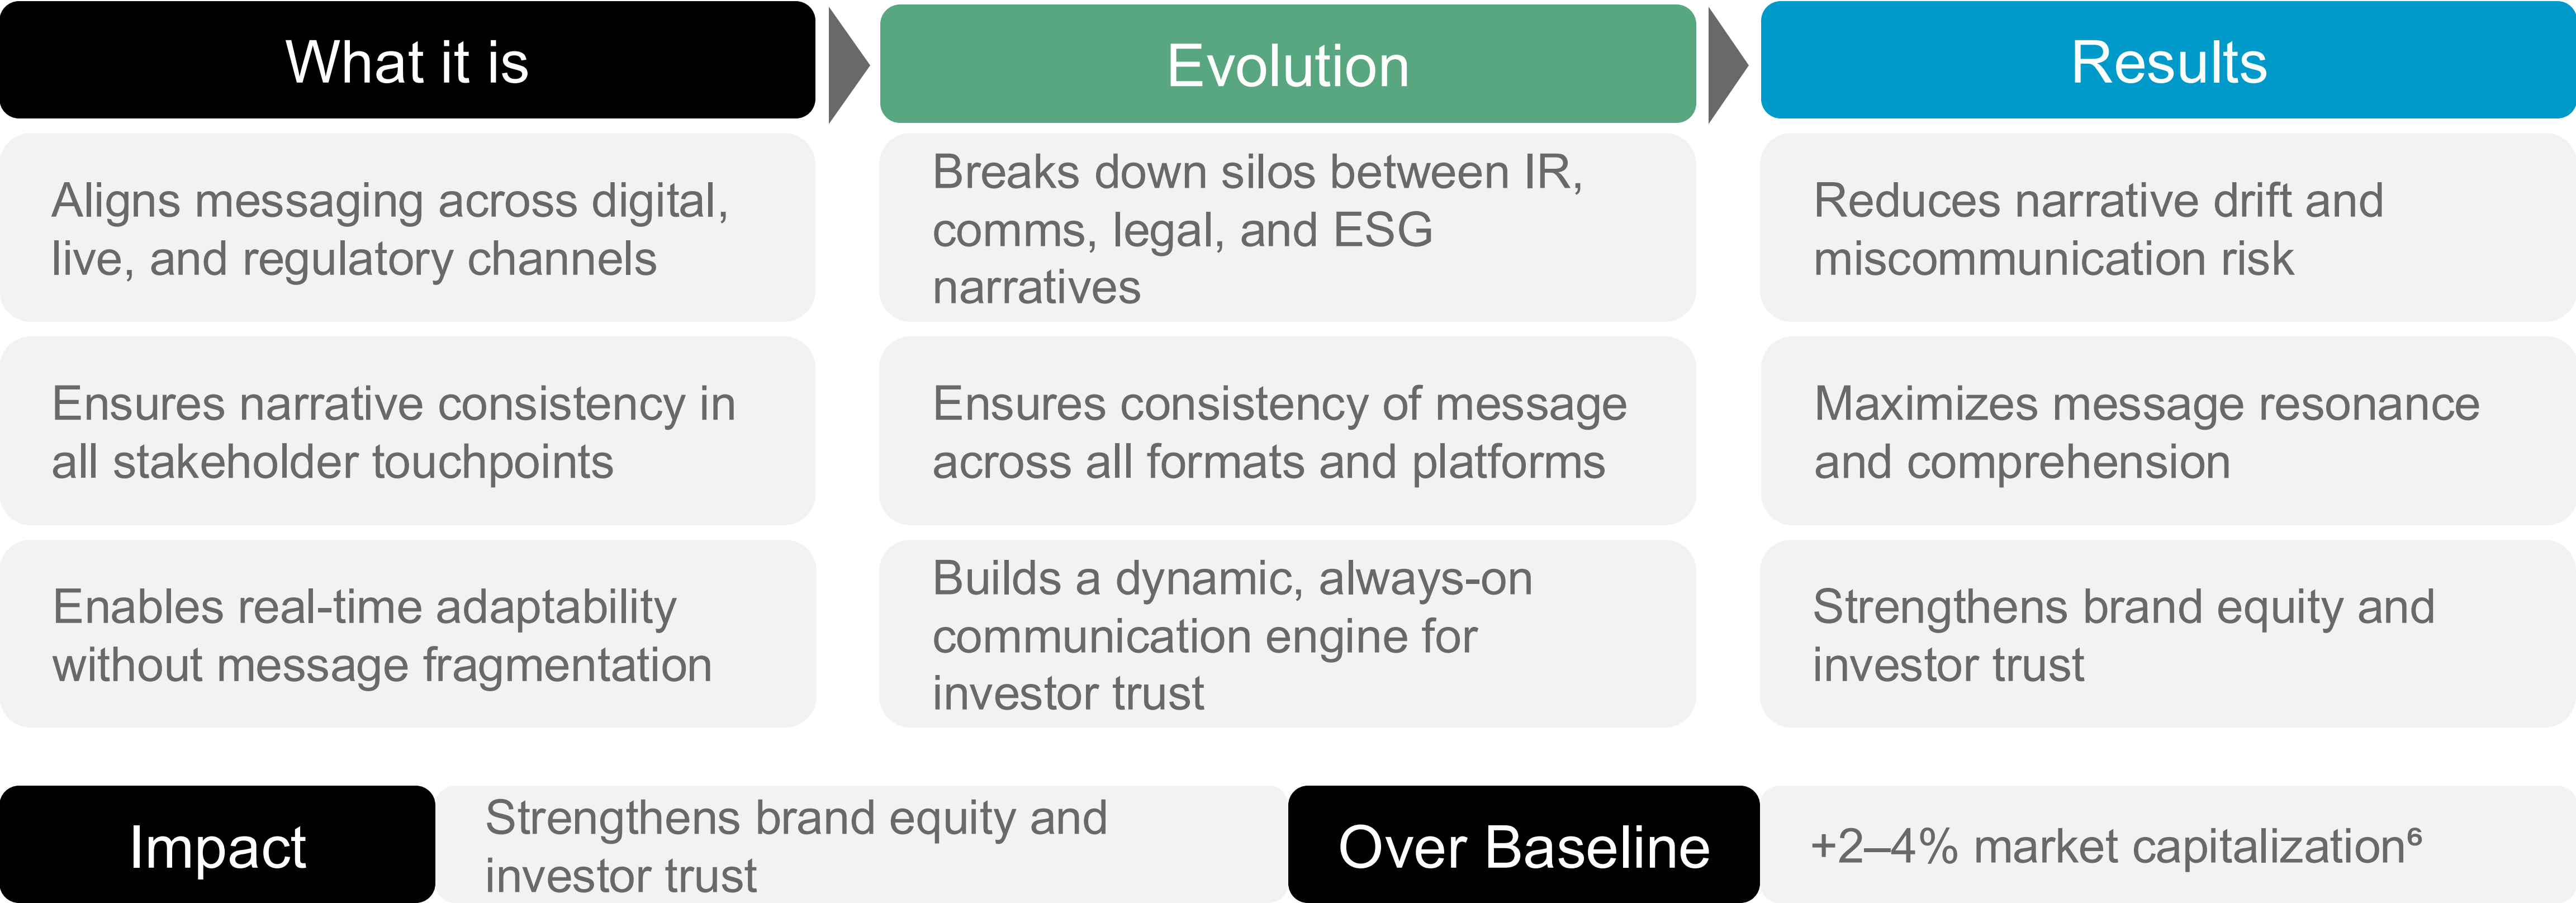 What it is
Evolution
Results
Aligns messaging across digital,
live, and regulatory channels
Breaks down silos between IR,
comms, legal, and ESG
narratives
Reduces narrative drift and
miscommunication risk
Ensures narrative consistency in
all stakeholder touchpoints
Ensures consistency of message
across all formats and platforms
Maximizes message resonance
and comprehension
Enables real-time adaptability
without message fragmentation
Builds a dynamic, always-on
communication engine for
investor trust
Strengthens brand equity and
investor trust
Impact
Strengthens brand equity and
investor trust
Over Baseline
+2–4% market capitalization⁶